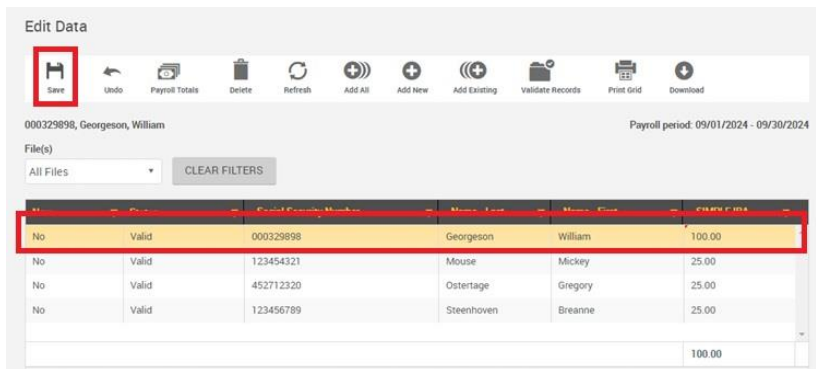 Edit Data
Save Undo Payroll Totals Delete Refresh Add All Add New Add Existing Validate Records Print Grid Download
000329898, Georgeson, William Payroll period: 09/01/2024 - 09/30/2024
File(s)
All Files CLEAR FILTERS
Social Security Number Name - Last Name - First SIMPLE IRA
No Valid 000329898 Georgeson William 100.00
No Valid 123454321 Mouse Mickey 25.00
No Valid 452712320 Ostertage Gregory 25.00
No Valid 123456789 Steenhoven Breanne 25.00
100.00